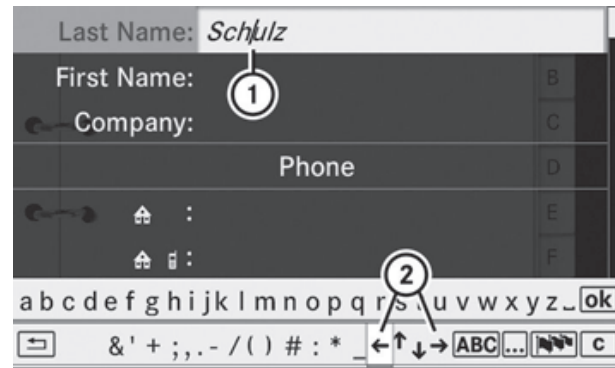 Last Name: Schulz
First Name: B
1
Company: C
Phone D
: E
: F
2
a b c d e f g h i j k l m n o p q r s t u v w x y z ⎵ ok
& ' + ; , . - / ( ) # : * _ ← ↑ ↓ → ABC ... c